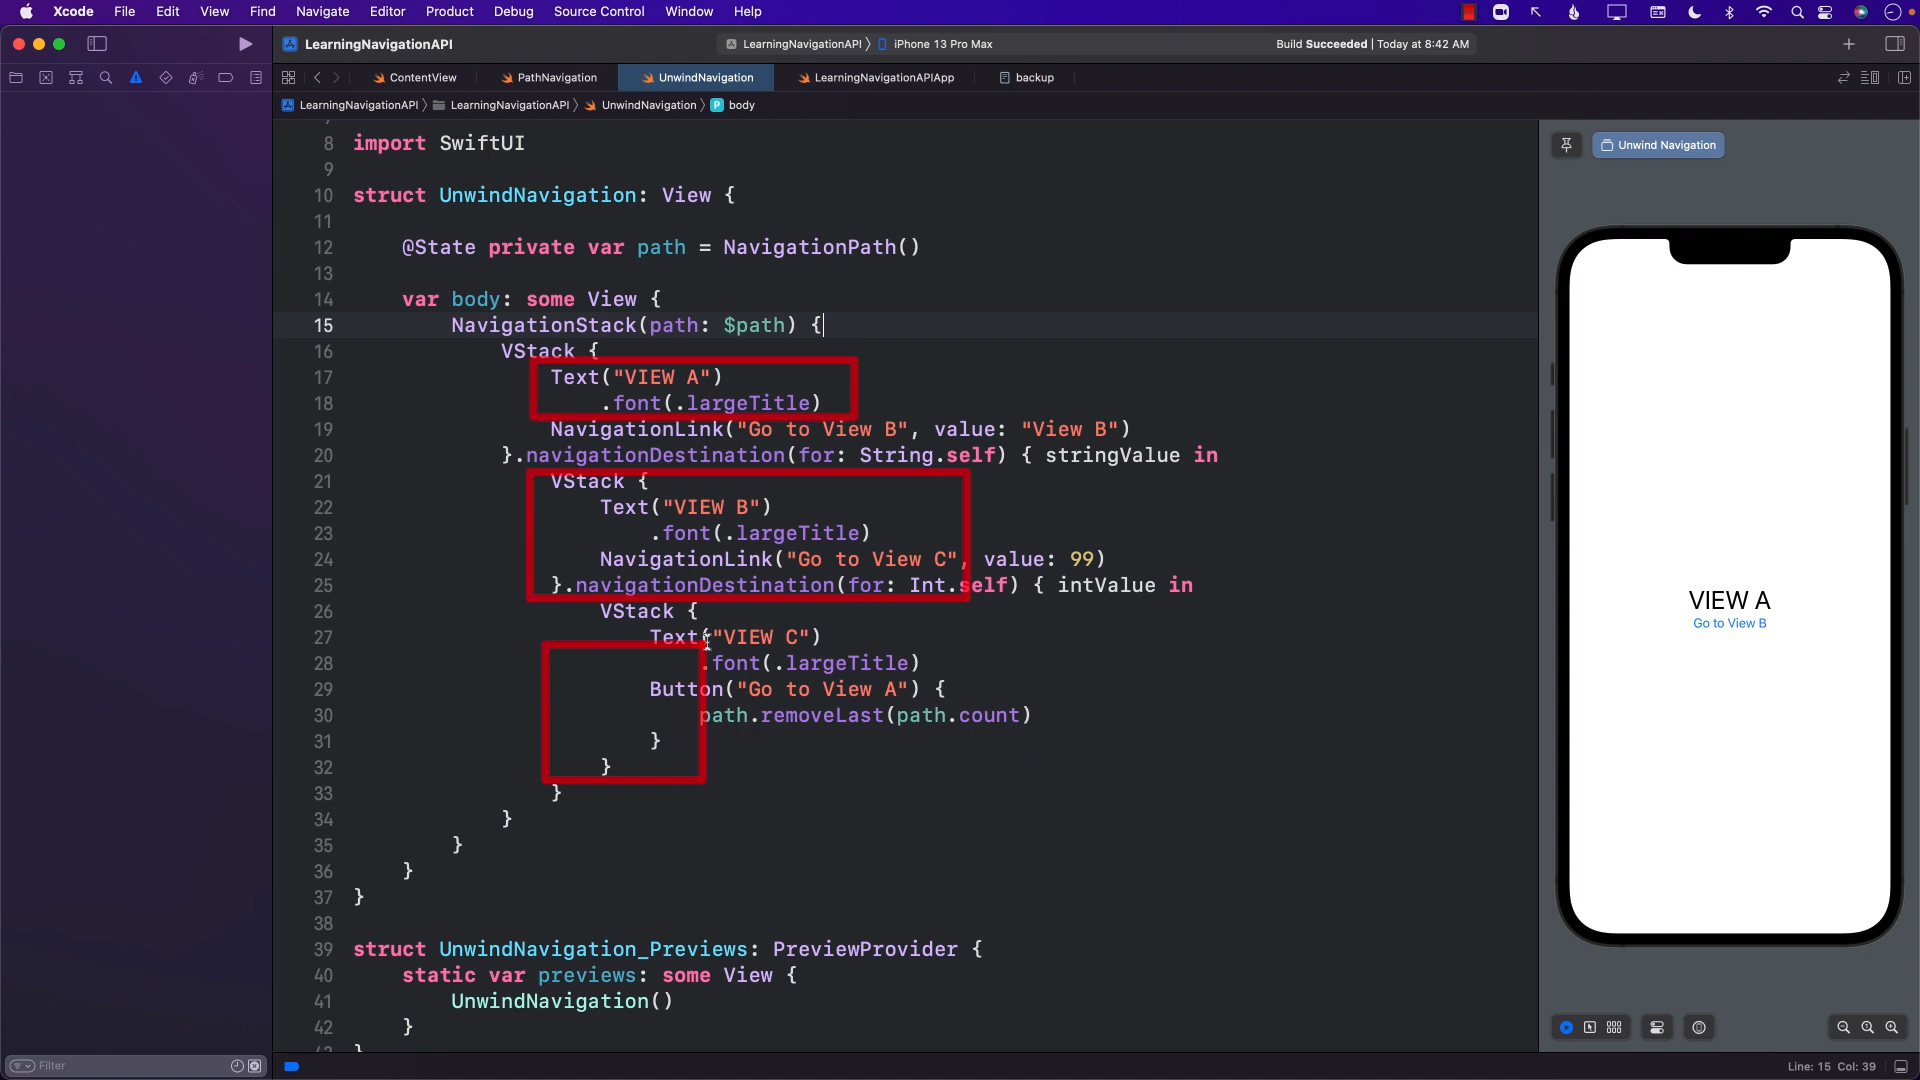 Xcode File Edit View Find Navigate Editor Product Debug Source Control Window Help
LearningNavigationAPI LearningNavigationAPI iPhone 13 Pro Max Build Succeeded | Today at 8:42 AM
ContentView PathNavigation UnwindNavigation LearningNavigationAPIApp backup
LearningNavigationAPI LearningNavigationAPI UnwindNavigation P body
8 import SwiftUI
9
10 struct UnwindNavigation: View {
11
12 @State private var path = NavigationPath()
13
14 var body: some View {
15 NavigationStack(path: $path) {
16 VStack {
17 Text("VIEW A")
18 .font(.largeTitle)
19 NavigationLink("Go to View B", value: "View B")
20 }.navigationDestination(for: String.self) { stringValue in
21 VStack {
22 Text("VIEW B")
23 .font(.largeTitle)
24 NavigationLink("Go to View C", value: 99)
25 }.navigationDestination(for: Int.self) { intValue in
26 VStack {
27 Text("VIEW C")
28 .font(.largeTitle)
29 Button("Go to View A") {
30 path.removeLast(path.count)
31 }
32 }
33 }
34 }
35 }
36 }
37 }
38
39 struct UnwindNavigation_Previews: PreviewProvider {
40 static var previews: some View {
41 UnwindNavigation()
42 }
Unwind Navigation
VIEW A
Go to View B
Filter
Line: 15 Col: 39